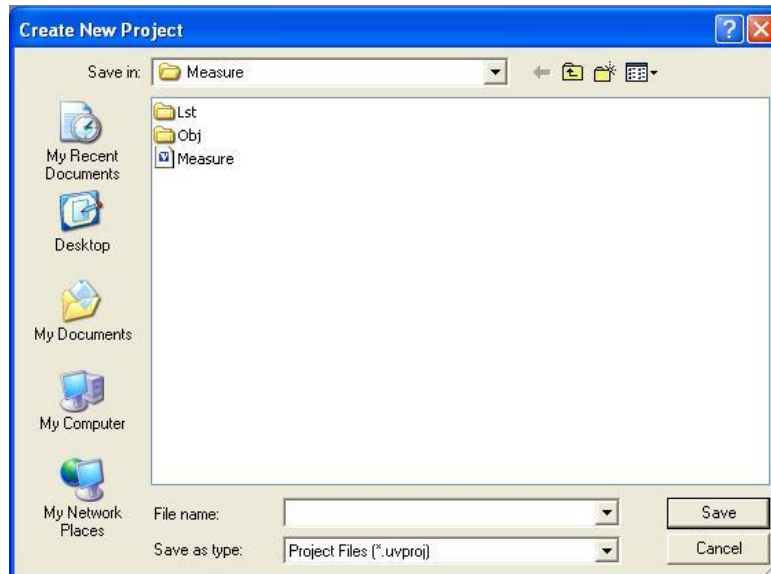 Create New Project
Save in:
Measure
Lst
Obj
Measure
My Recent
Documents
Desktop
My Documents
My Computer
My Network
Places
File name:
Save
Save as type:
Project Files (*.uvproj)
Cancel